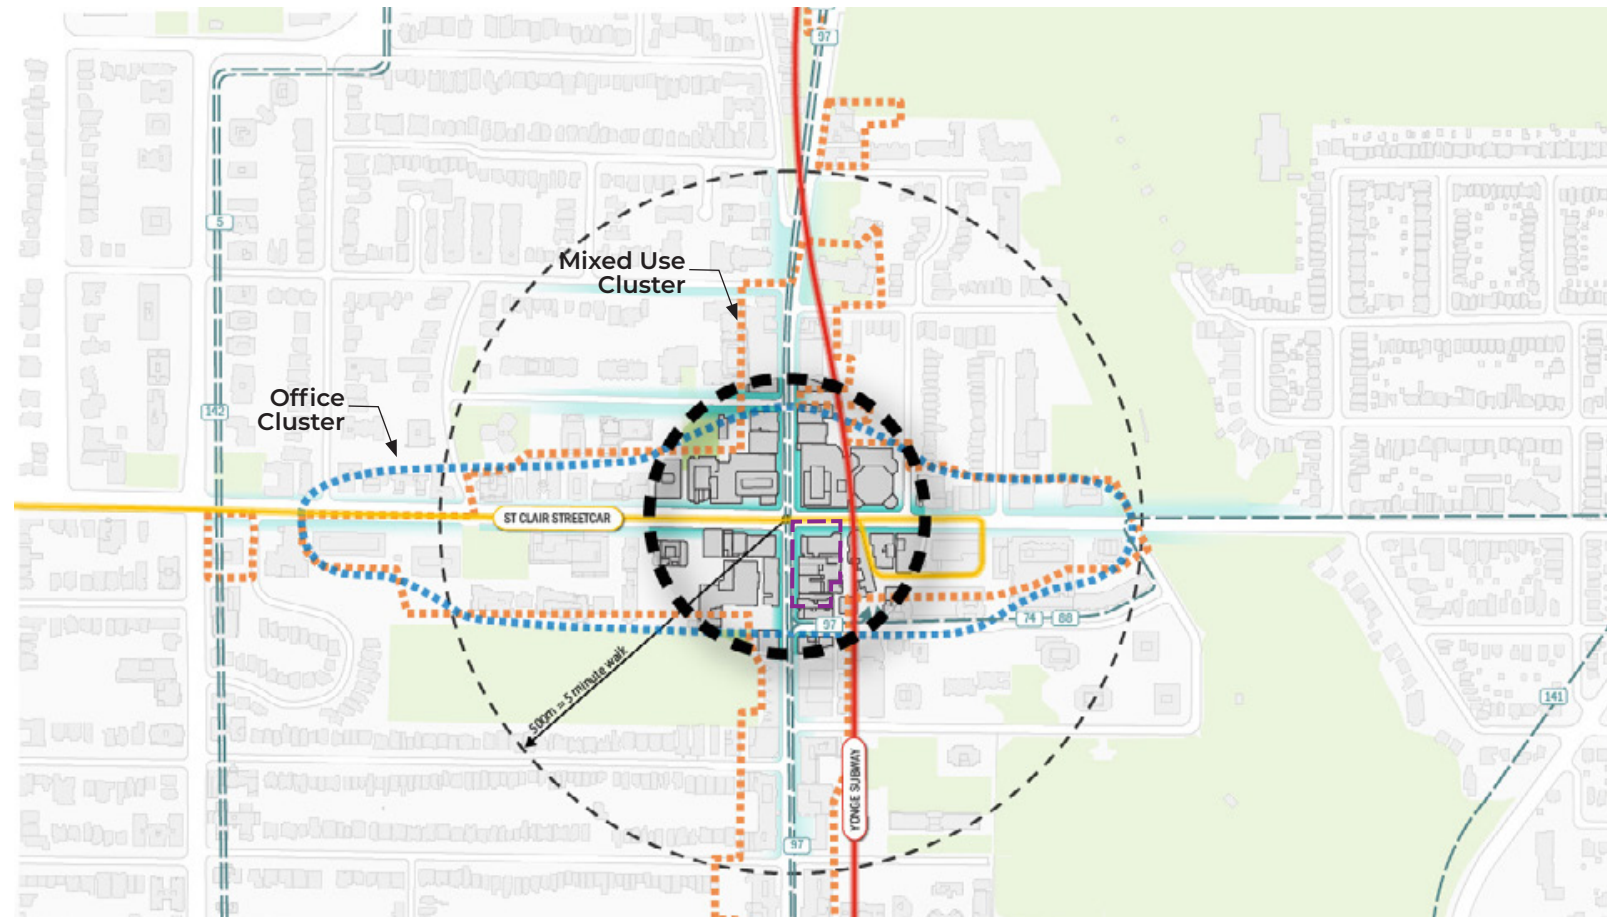 97
5
Mixed Use
Cluster
Office
Cluster
142
ST CLAIR STREETCAR
97
74
88
500m = 5 minute walk
141
YONGE SUBWAY
97